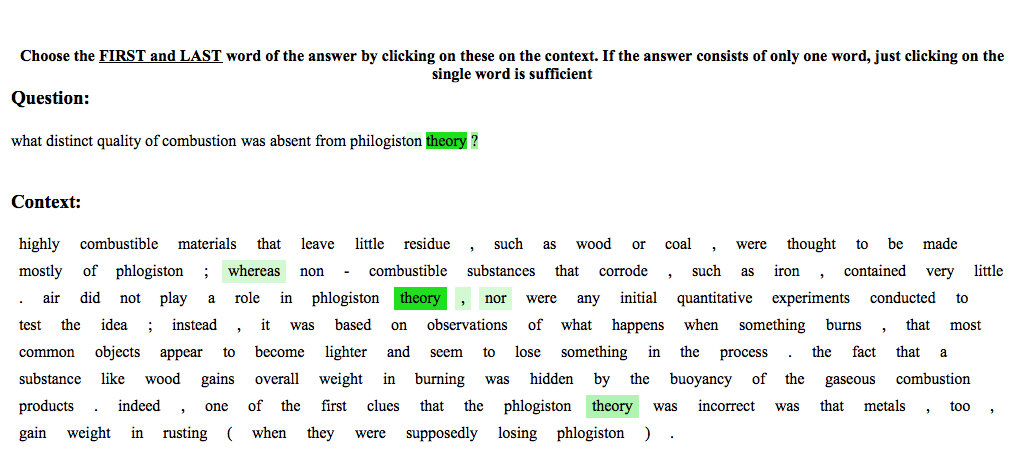 Choose the FIRST and LAST word of the answer by clicking on these on the context. If the answer consists of only one word, just clicking on the
single word is sufficient
Question:
what distinct quality of combustion was absent from philogiston theory ?
Context:
highly combustible materials that leave little residue , such as wood or coal , were thought to be made
mostly of phlogiston ; whereas non - combustible substances that corrode , such as iron , contained very little
. air did not play a role in phlogiston theory , nor were any initial quantitative experiments conducted to
test the idea ; instead , it was based on observations of what happens when something burns , that most
common objects appear to become lighter and seem to lose something in the process . the fact that a
substance like wood gains overall weight in burning was hidden by the buoyancy of the gaseous combustion
products . indeed , one of the first clues that the phlogiston theory was incorrect was that metals , too ,
gain weight in rusting ( when they were supposedly losing phlogiston ) .